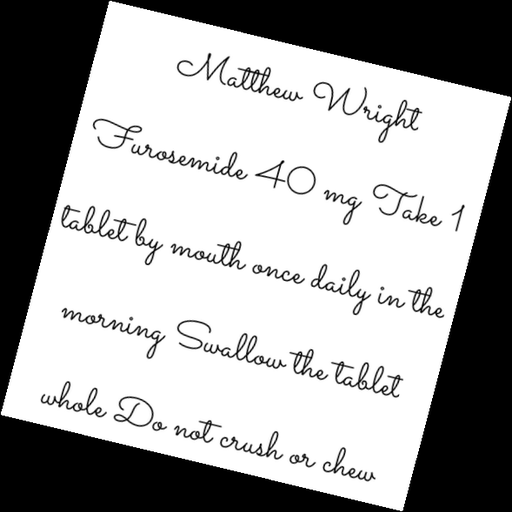 Matthew Wright
Furosemide 40 mg Take 1
tablet by mouth once daily in the
morning Swallow the tablet
whole Do not crush or chew